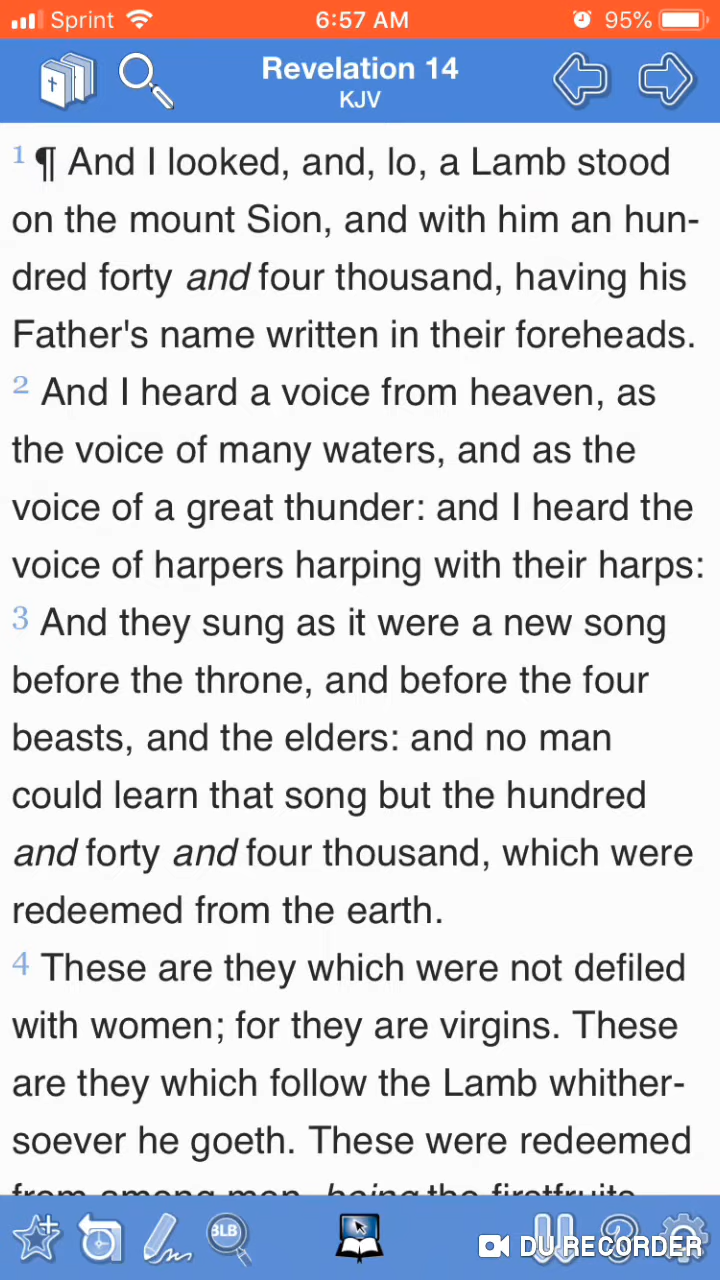 Sprint 6:57 AM 95%
Revelation 14
KJV
1 ¶ And I looked, and, lo, a Lamb stood
on the mount Sion, and with him an hun-
dred forty and four thousand, having his
Father's name written in their foreheads.
2 And I heard a voice from heaven, as
the voice of many waters, and as the
voice of a great thunder: and I heard the
voice of harpers harping with their harps:
3 And they sung as it were a new song
before the throne, and before the four
beasts, and the elders: and no man
could learn that song but the hundred
and forty and four thousand, which were
redeemed from the earth.
4 These are they which were not defiled
with women; for they are virgins. These
are they which follow the Lamb whither-
soever he goeth. These were redeemed
from among men, being the firstfruits
BLB
DU RECORDER